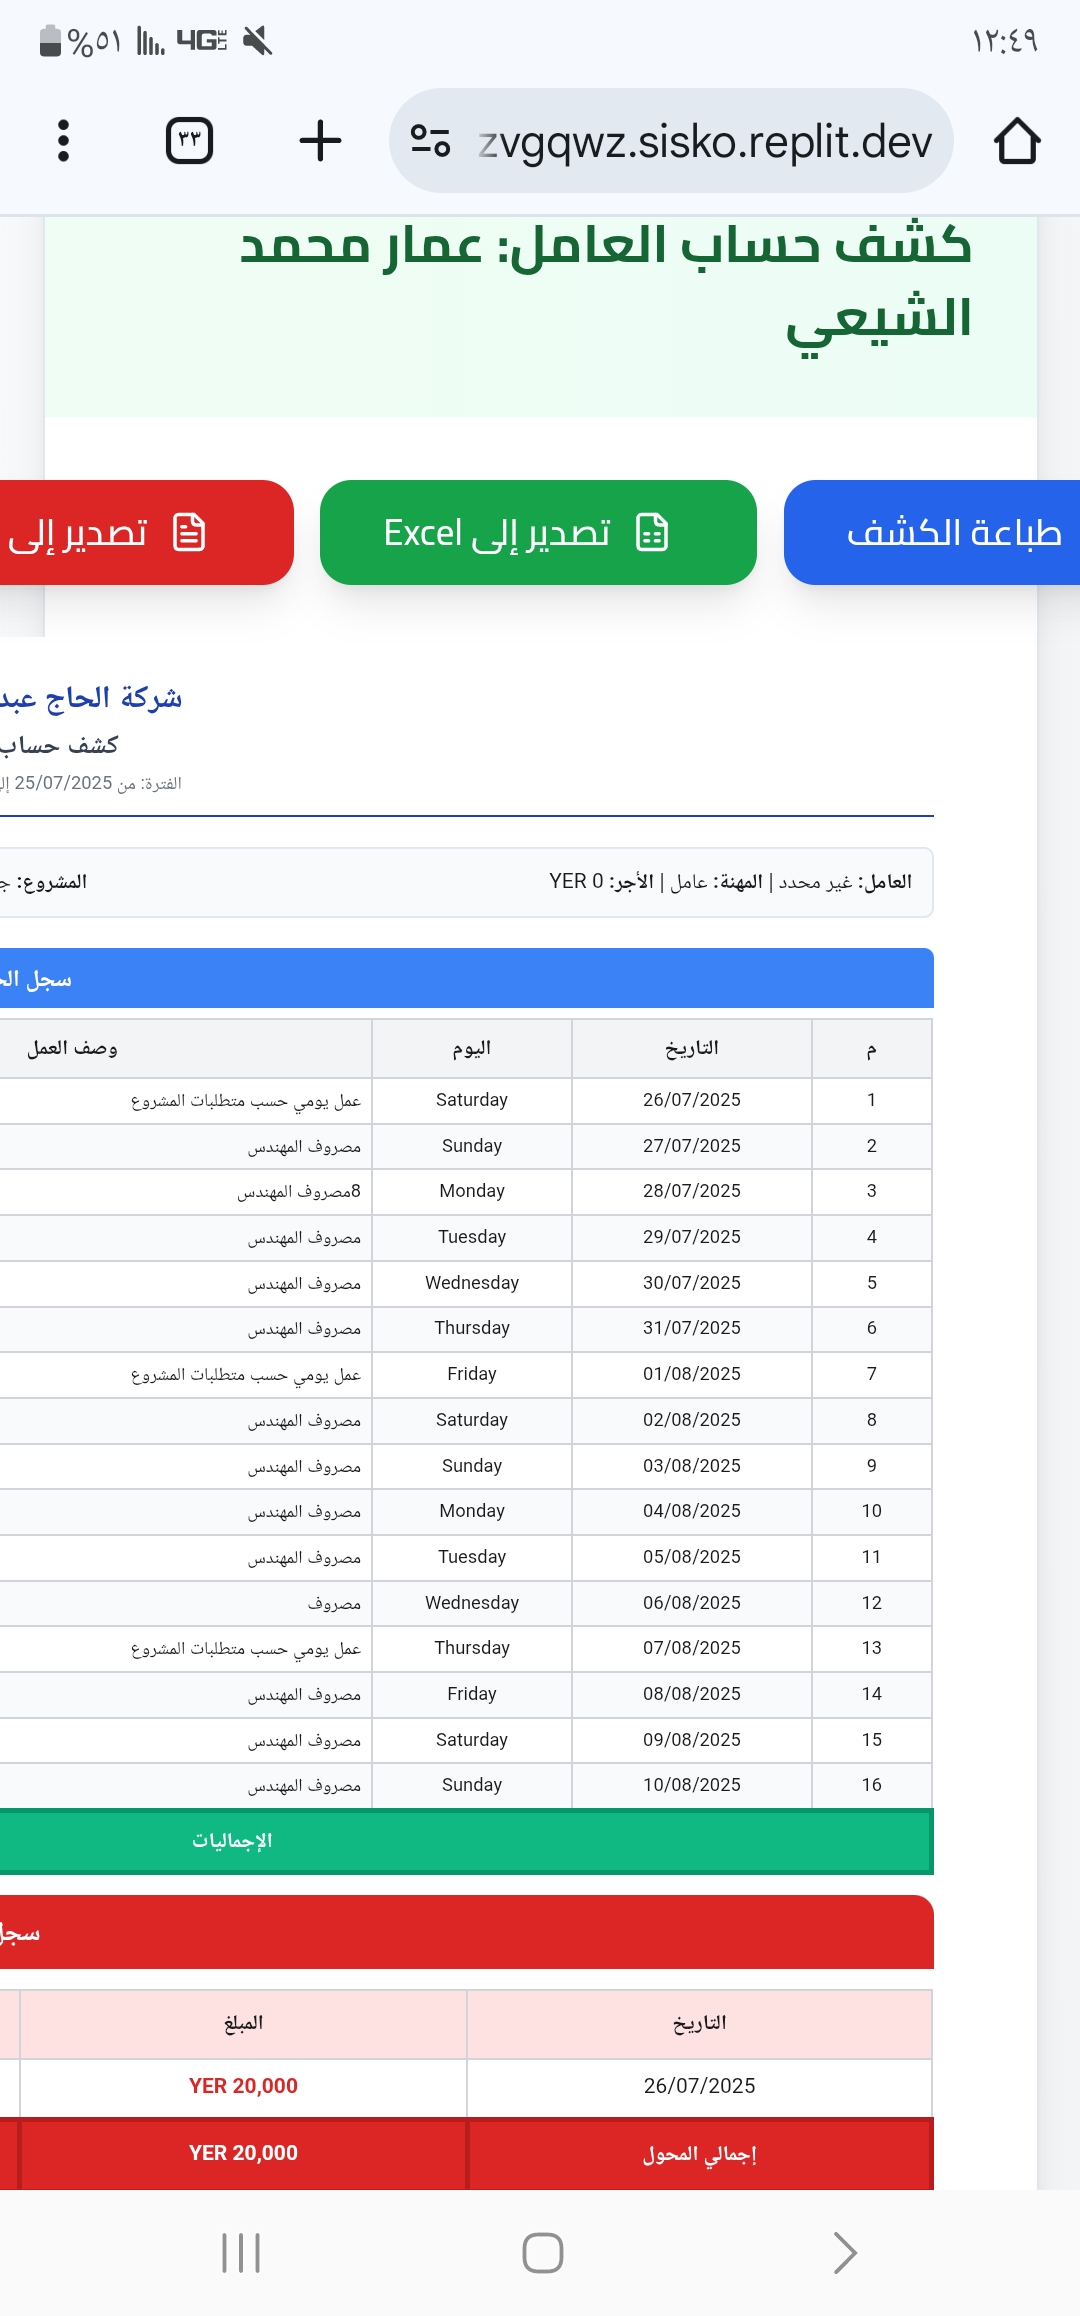 ١٢:٤٩
4G LTE %٥١
zvgqwz.sisko.replit.dev
٣٣
كشف حساب العامل: عمار محمد
الشيعي
طباعة الكشف
تصدير إلى Excel
تصدير إلى
شركة الحاج
كشف حساب
الفترة: من 25/07/2025
العامل: غير محدد | المهنة: عامل | الأجر: 0 YER
المشروع:
سجل
م التاريخ اليوم وصف العمل
1 26/07/2025 Saturday عمل يومي حسب متطلبات المشروع
2 27/07/2025 Sunday مصروف المهندس
3 28/07/2025 Monday 8مصروف المهندس
4 29/07/2025 Tuesday مصروف المهندس
5 30/07/2025 Wednesday مصروف المهندس
6 31/07/2025 Thursday مصروف المهندس
7 01/08/2025 Friday عمل يومي حسب متطلبات المشروع
8 02/08/2025 Saturday مصروف المهندس
9 03/08/2025 Sunday مصروف المهندس
10 04/08/2025 Monday مصروف المهندس
11 05/08/2025 Tuesday مصروف المهندس
12 06/08/2025 Wednesday مصروف
13 07/08/2025 Thursday عمل يومي حسب متطلبات المشروع
14 08/08/2025 Friday مصروف المهندس
15 09/08/2025 Saturday مصروف المهندس
16 10/08/2025 Sunday مصروف المهندس
الإجماليات
سجل
التاريخ المبلغ
26/07/2025 YER 20,000
إجمالي المحول YER 20,000